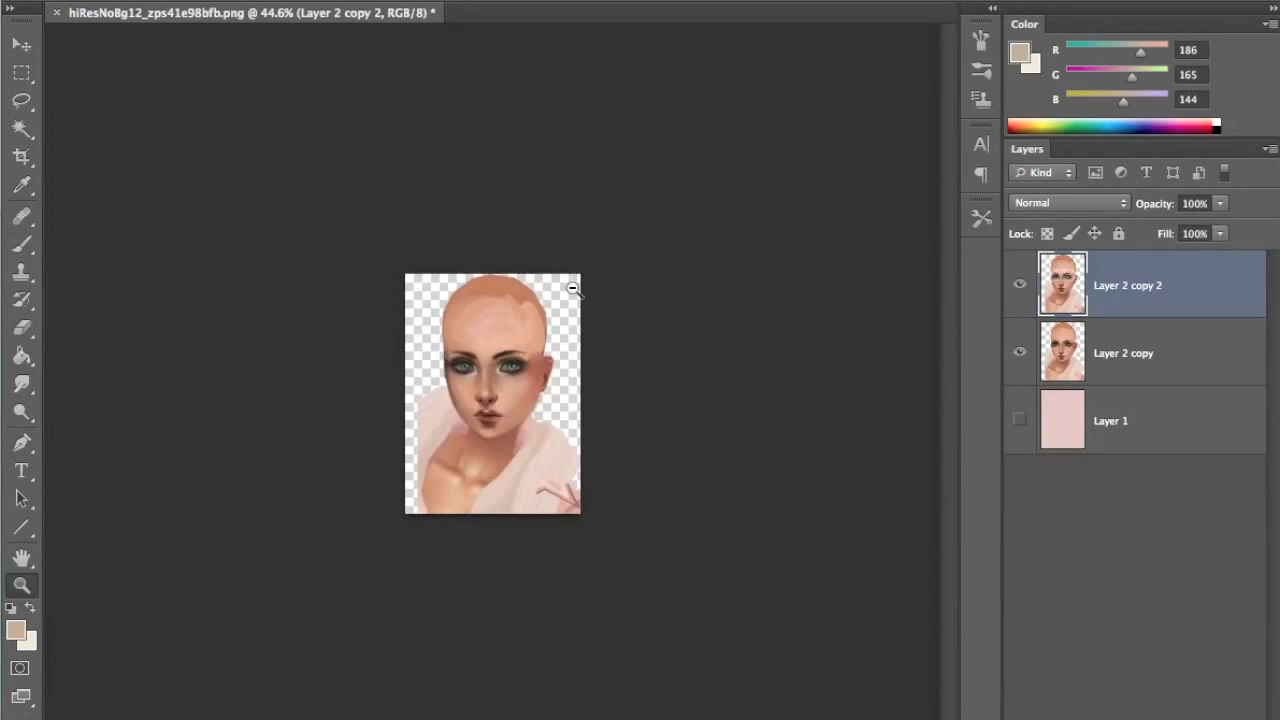 × hiResNoBg12_zps41e98bfb.png @ 44.6% (Layer 2 copy 2, RGB/8) *
Color
R 186
G 165
B 144
Layers
Kind
Normal Opacity: 100%
Lock: Fill: 100%
Layer 2 copy 2
Layer 2 copy
Layer 1